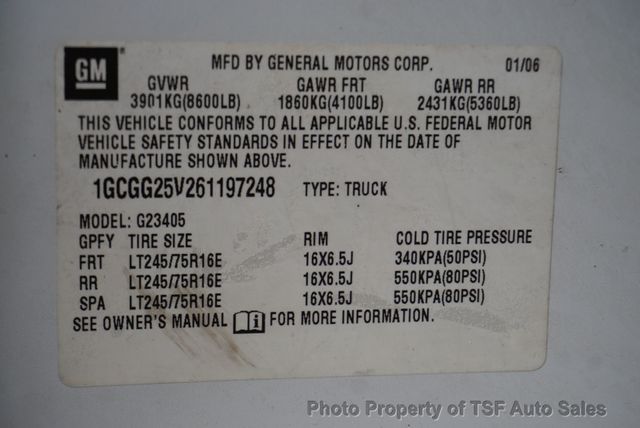 GM
MFD BY GENERAL MOTORS CORP. 01/06
GVWR GAWR FRT GAWR RR
3901KG(8600LB) 1860KG(4100LB) 2431KG(5360LB)
THIS VEHICLE CONFORMS TO ALL APPLICABLE U.S. FEDERAL MOTOR
VEHICLE SAFETY STANDARDS IN EFFECT ON THE DATE OF
MANUFACTURE SHOWN ABOVE.
1GCGG25V261197248 TYPE: TRUCK
MODEL: G23405
GPFY TIRE SIZE RIM COLD TIRE PRESSURE
FRT LT245/75R16E 16X6.5J 340KPA(50PSI)
RR LT245/75R16E 16X6.5J 550KPA(80PSI)
SPA LT245/75R16E 16X6.5J 550KPA(80PSI)
SEE OWNER'S MANUAL i FOR MORE INFORMATION.
Photo Property of TSF Auto Sales